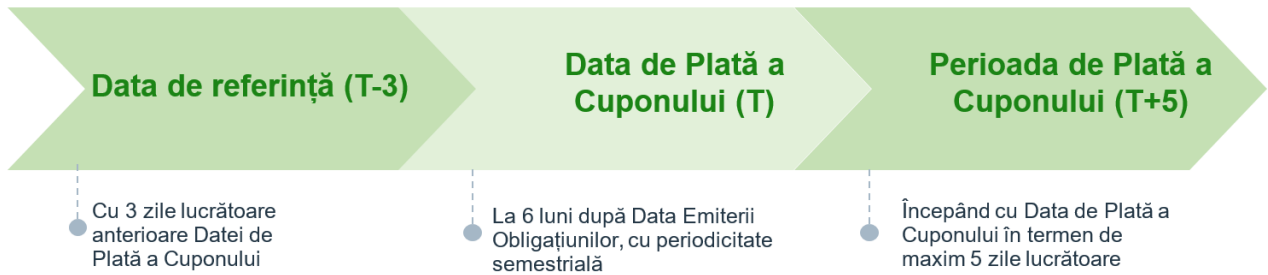 Data de referință (T-3)
Data de Plată a
Cuponului (T)
Perioada de Plată a
Cuponului (T+5)
Cu 3 zile lucrătoare
anterioare Datei de
Plată a Cuponului
La 6 luni după Data Emiterii
Obligațiunilor, cu periodicitate
semestrială
Începând cu Data de Plată a
Cuponului în termen de
maxim 5 zile lucrătoare